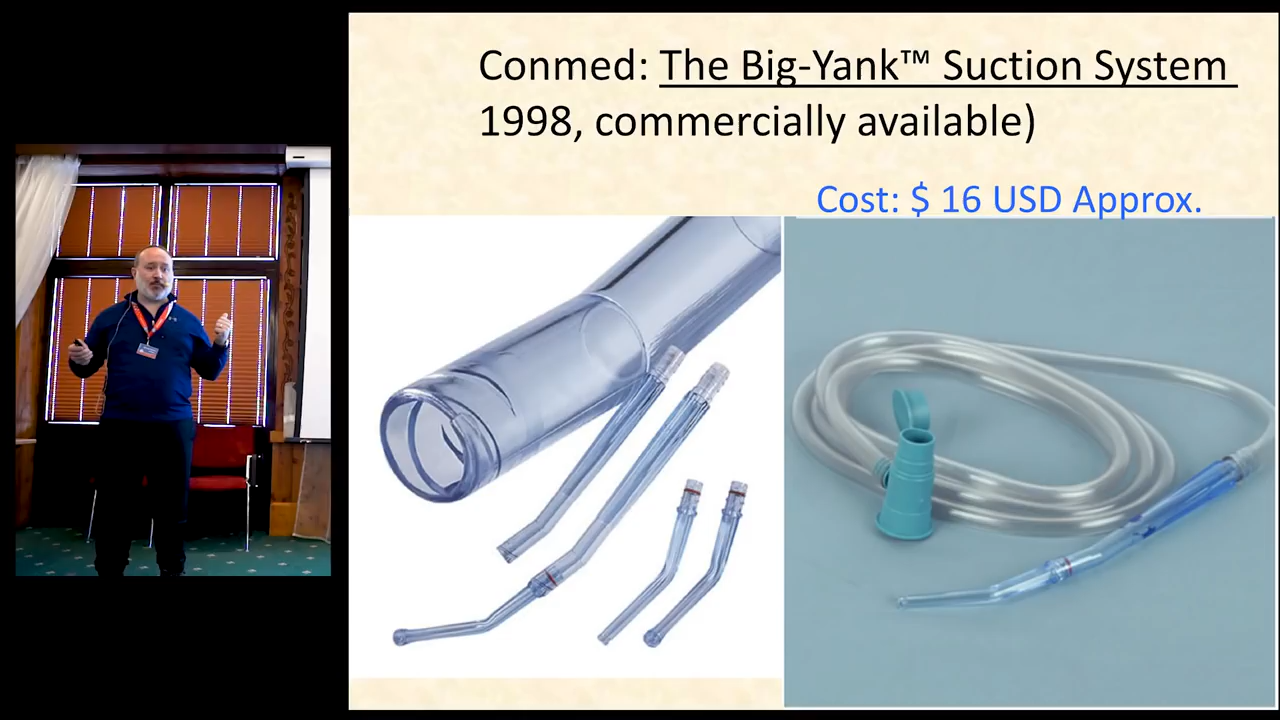 Conmed: The Big-Yank™ Suction System
1998, commercially available)
Cost: $ 16 USD Approx.